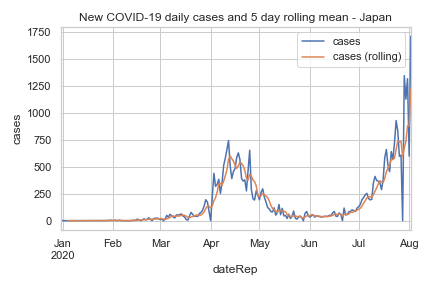 New COVID-19 daily cases and 5 day rolling mean - Japan
1750
1500
1250
1000
750
500
250
0
cases
cases
cases (rolling)
Jan
2020
Feb
Mar
Apr
May
Jun
Jul
Aug
dateRep